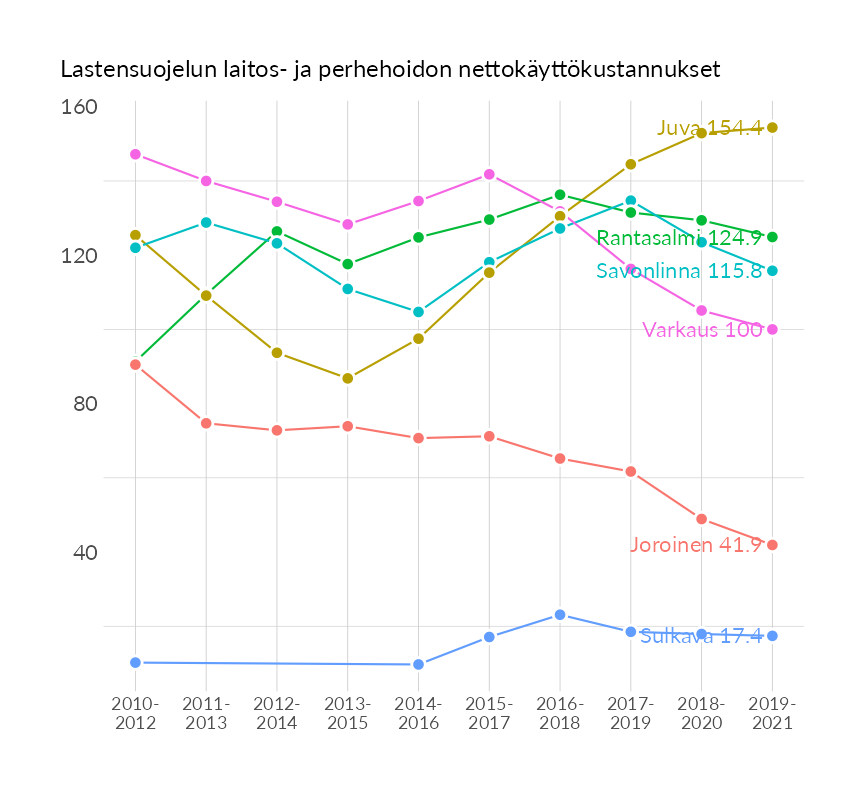 Lastensuojelun laitos- ja perhehoidon nettokäyttökustannukset
160
Juva 154.4
120
Rantasalmi 124.9
Savonlinna 115.8
Varkaus 100
80
Joroinen 41.9
40
Sulkava 17.4
2010- 2011- 2012- 2013- 2014- 2015- 2016- 2017- 2018- 2019-
2012 2013 2014 2015 2016 2017 2018 2019 2020 2021